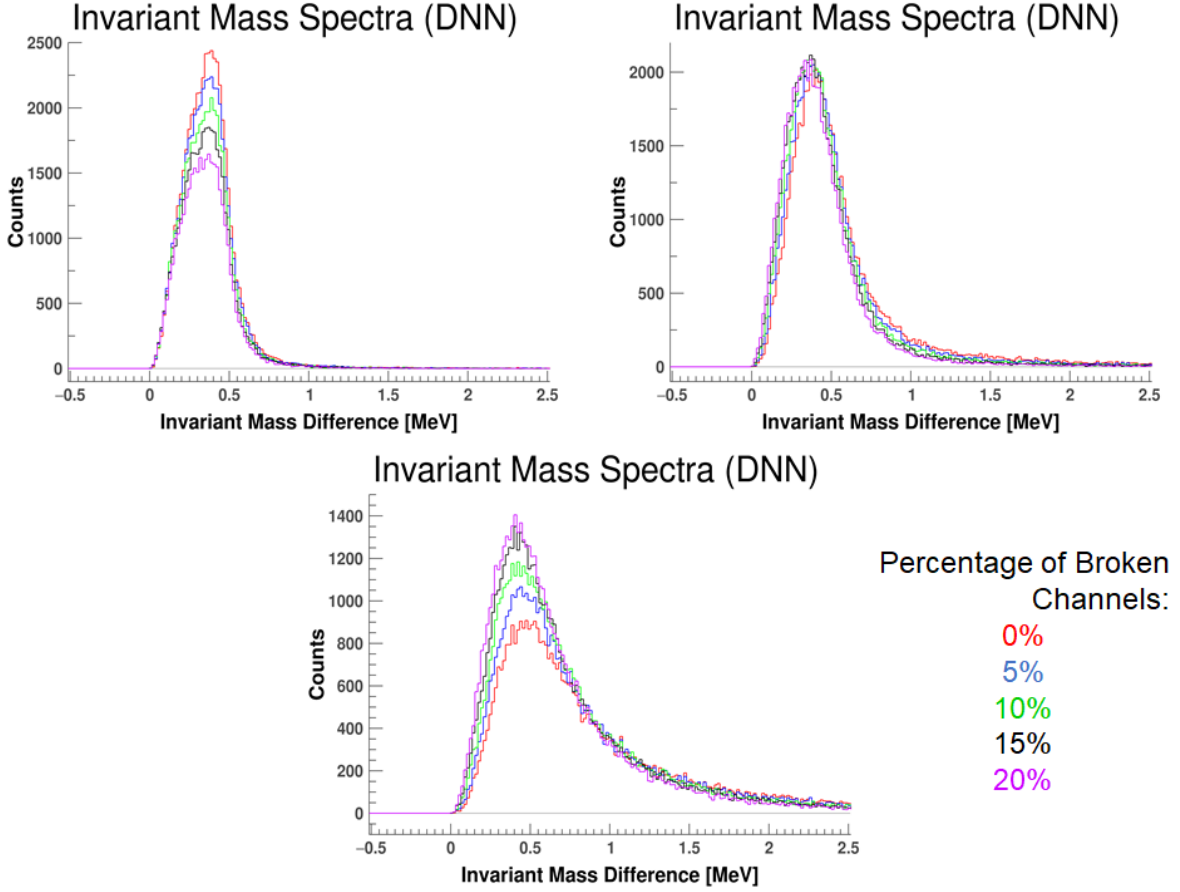 Invariant Mass Spectra (DNN)
2500
2000
1500
1000
500
0
Counts
−0.5 0 0.5 1 1.5 2 2.5
Invariant Mass Difference [MeV]
Invariant Mass Spectra (DNN)
2000
1500
1000
500
0
Counts
−0.5 0 0.5 1 1.5 2 2.5
Invariant Mass Difference [MeV]
Invariant Mass Spectra (DNN)
1400
1200
1000
800
600
400
200
0
Counts
−0.5 0 0.5 1 1.5 2 2.5
Invariant Mass Difference [MeV]
Percentage of Broken
Channels:
0%
5%
10%
15%
20%